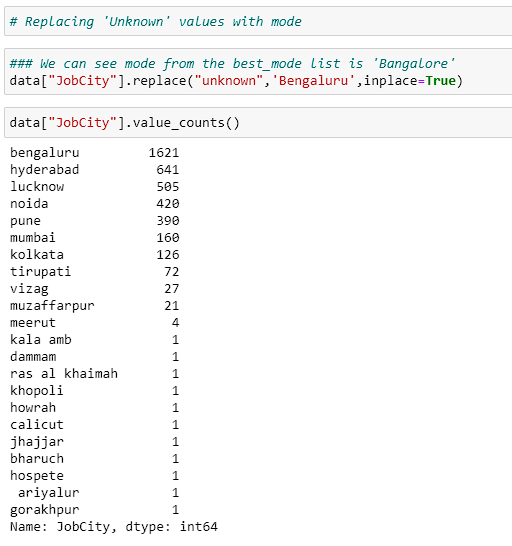 # Replacing 'Unknown' values with mode
### We can see mode from the best_mode list is 'Bangalore'
data["JobCity"].replace("unknown",'Bengaluru',inplace=True)
data["JobCity"].value_counts()
bengaluru 1621
hyderabad 641
lucknow 505
noida 420
pune 390
mumbai 160
kolkata 126
tirupati 72
vizag 27
muzaffarpur 21
meerut 4
kala amb 1
dammam 1
ras al khaimah 1
khopoli 1
howrah 1
calicut 1
jhajjar 1
bharuch 1
hospete 1
 ariyalur 1
gorakhpur 1
Name: JobCity, dtype: int64